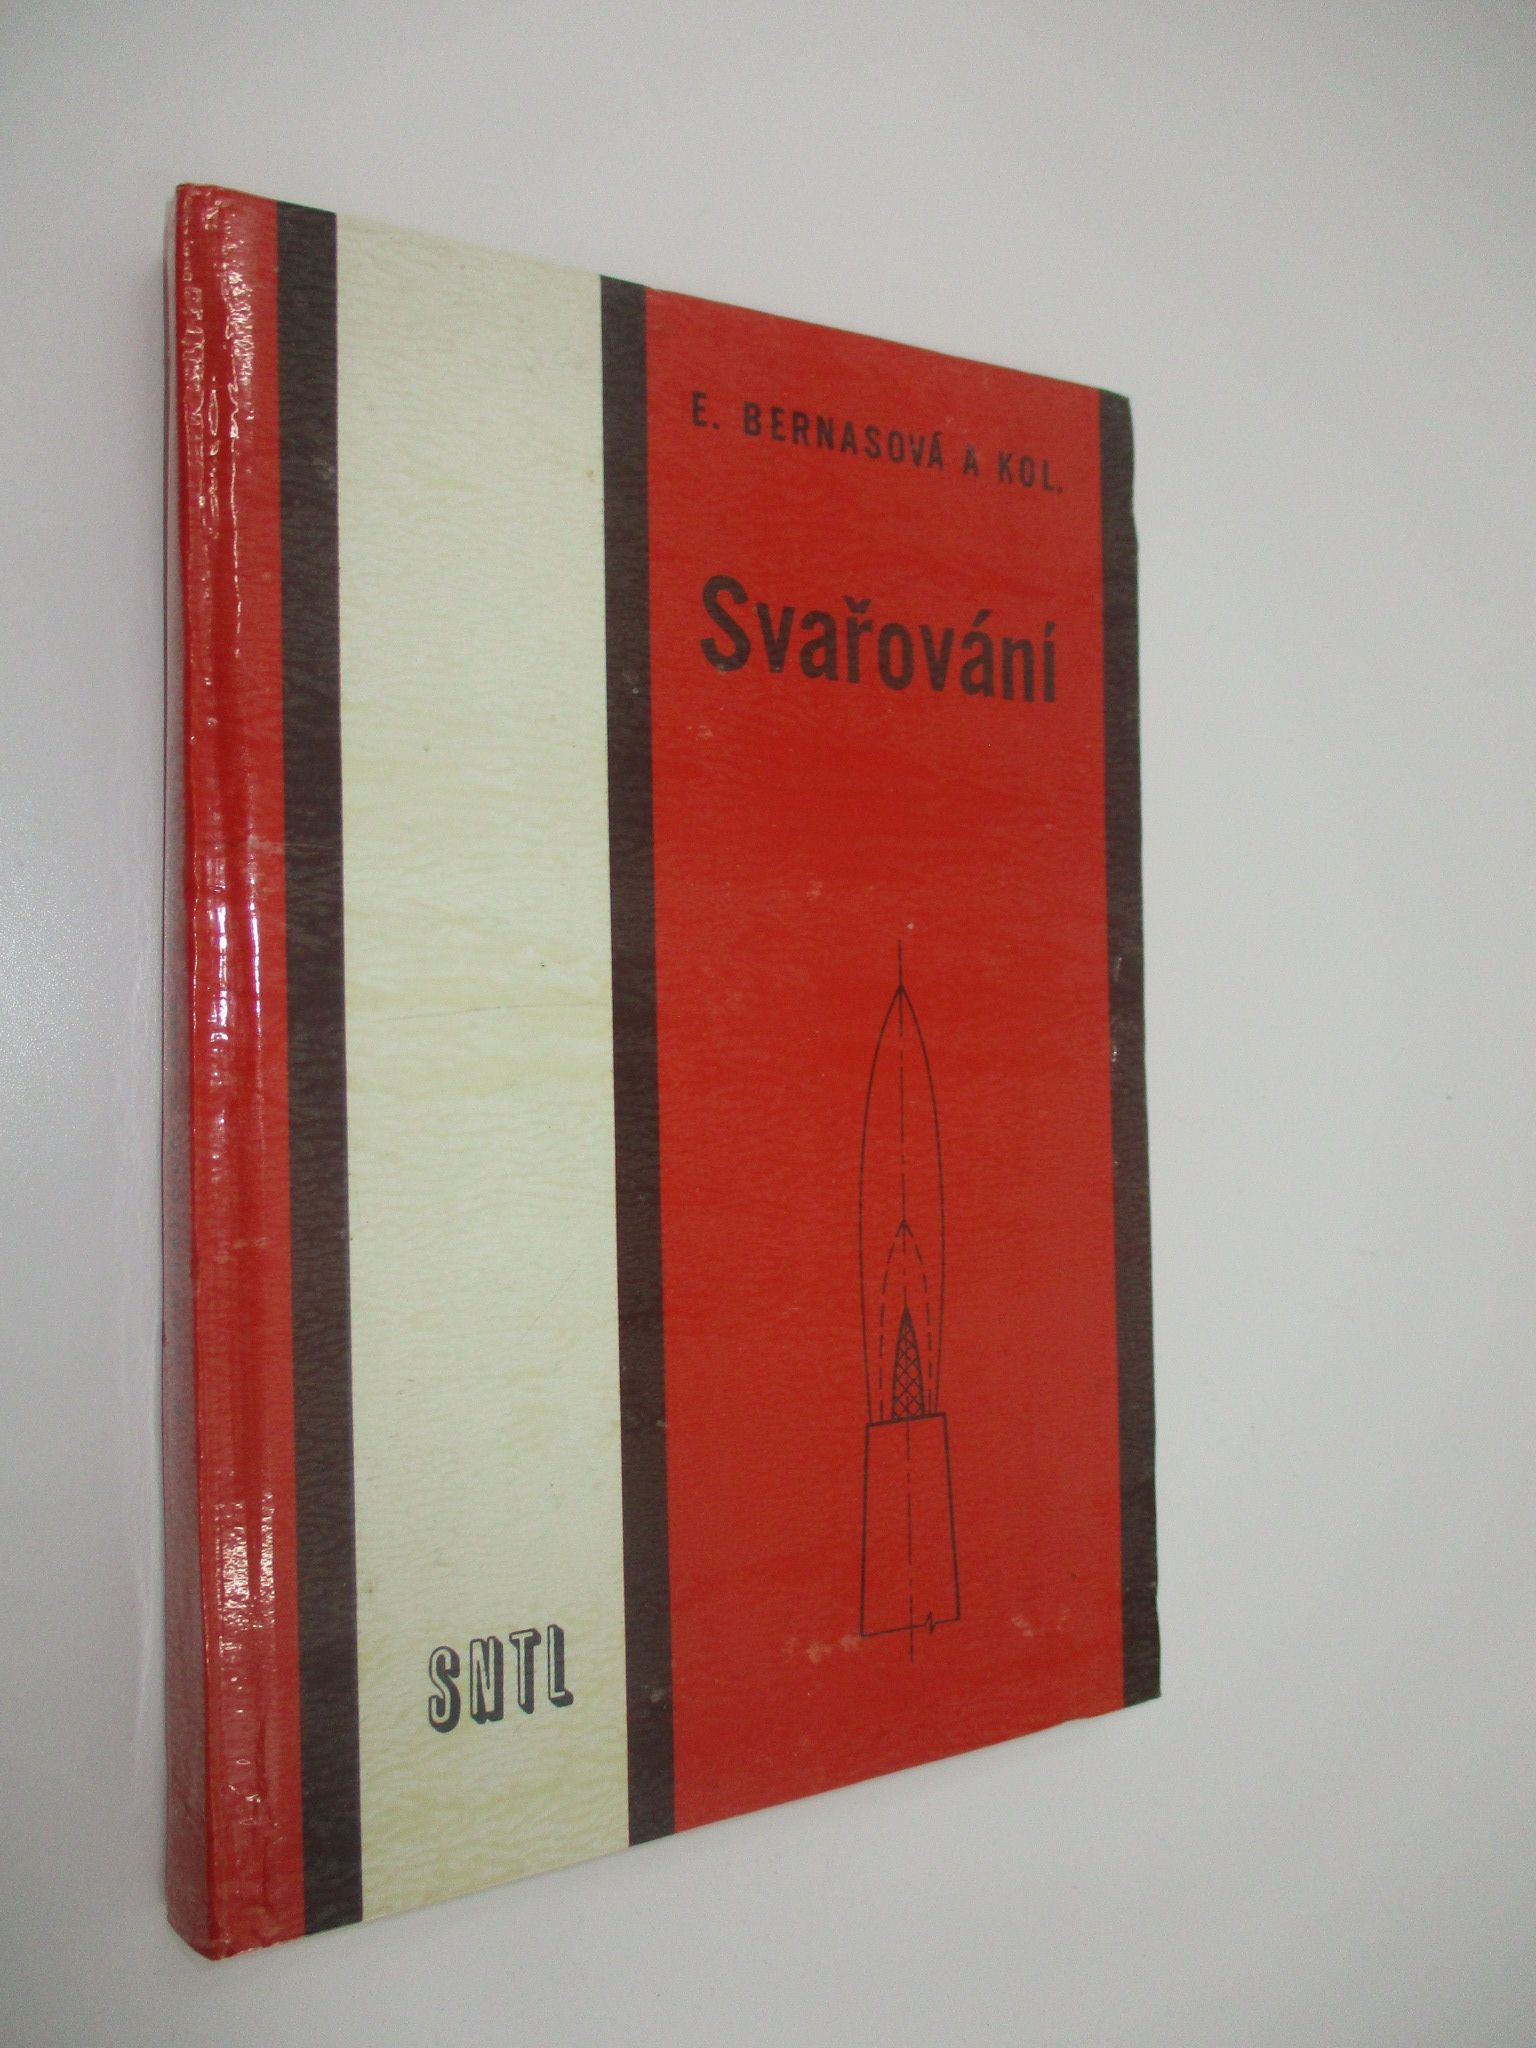 E. BERNASOVÁ A KOL.
Svařování
SNTL